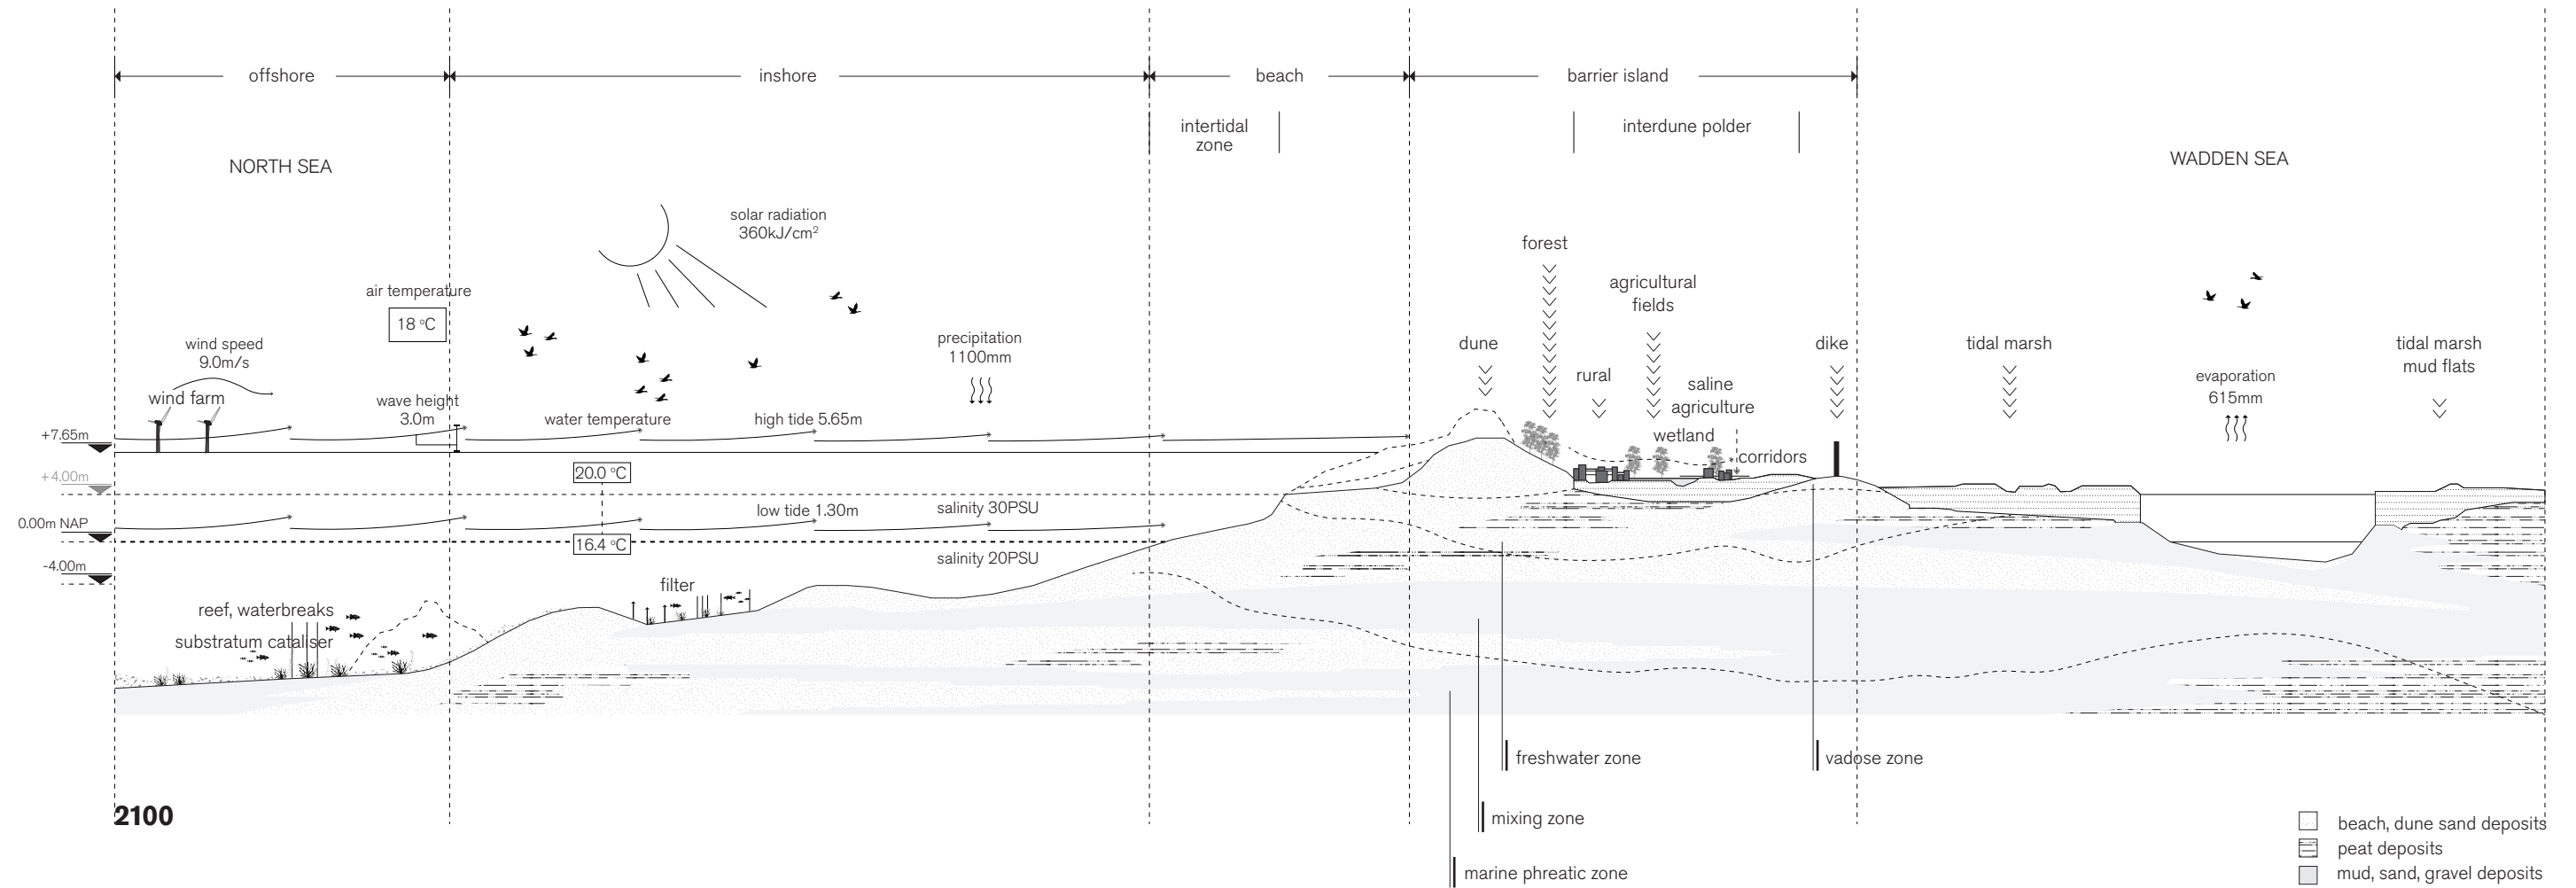 offshore
inshore
beach
barrier island
intertidal
zone
interdune polder
NORTH SEA
WADDEN SEA
solar radiation
360kJ/cm²
forest
agricultural
fields
air temperature
18 °C
wind speed
9.0m/s
wind farm
wave height
3.0m
water temperature
high tide 5.65m
precipitation
1100mm
dune
rural
saline
agriculture
wetland
corridors
dike
tidal marsh
evaporation
615mm
tidal marsh
mud flats
+7.65m
+4.00m
0.00m NAP
-4.00m
20.0 °C
low tide 1.30m
salinity 30PSU
16.4 °C
salinity 20PSU
filter
reef, waterbreaks
substratum cataliser
freshwater zone
vadose zone
mixing zone
marine phreatic zone
2100
beach, dune sand deposits
peat deposits
mud, sand, gravel deposits